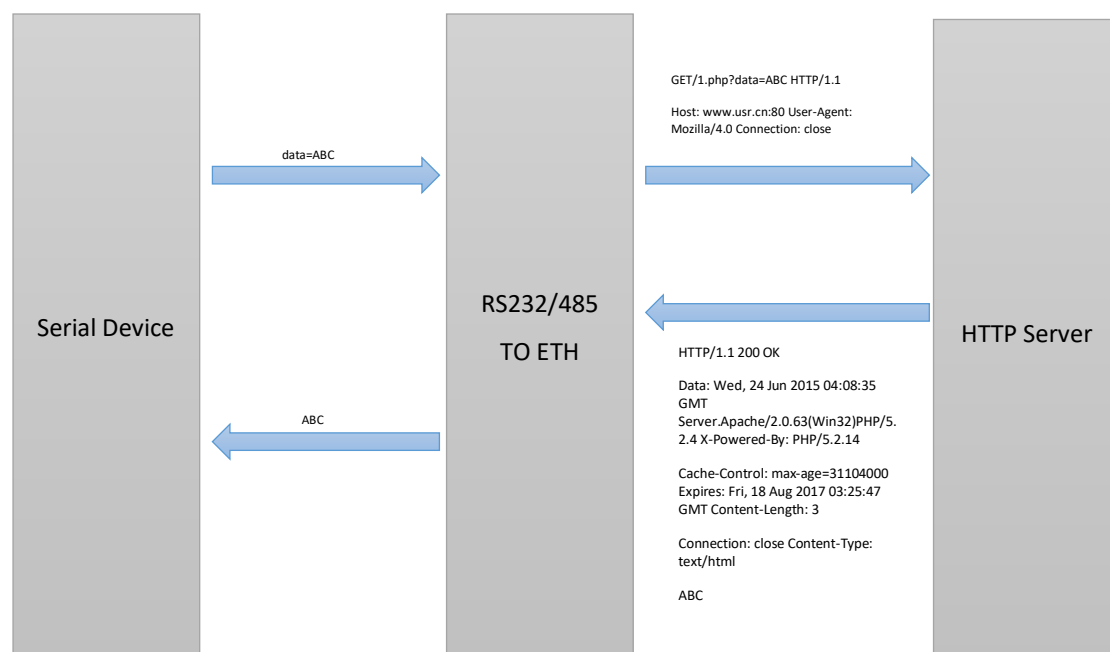 GET/1.php?data=ABC HTTP/1.1
Host: www.usr.cn:80 User-Agent:
Mozilla/4.0 Connection: close
data=ABC
Serial Device
RS232/485
TO ETH
HTTP Server
HTTP/1.1 200 OK
Data: Wed, 24 Jun 2015 04:08:35
GMT
Server.Apache/2.0.63(Win32)PHP/5.
2.4 X-Powered-By: PHP/5.2.14
ABC
Cache-Control: max-age=31104000
Expires: Fri, 18 Aug 2017 03:25:47
GMT Content-Length: 3
Connection: close Content-Type:
text/html
ABC